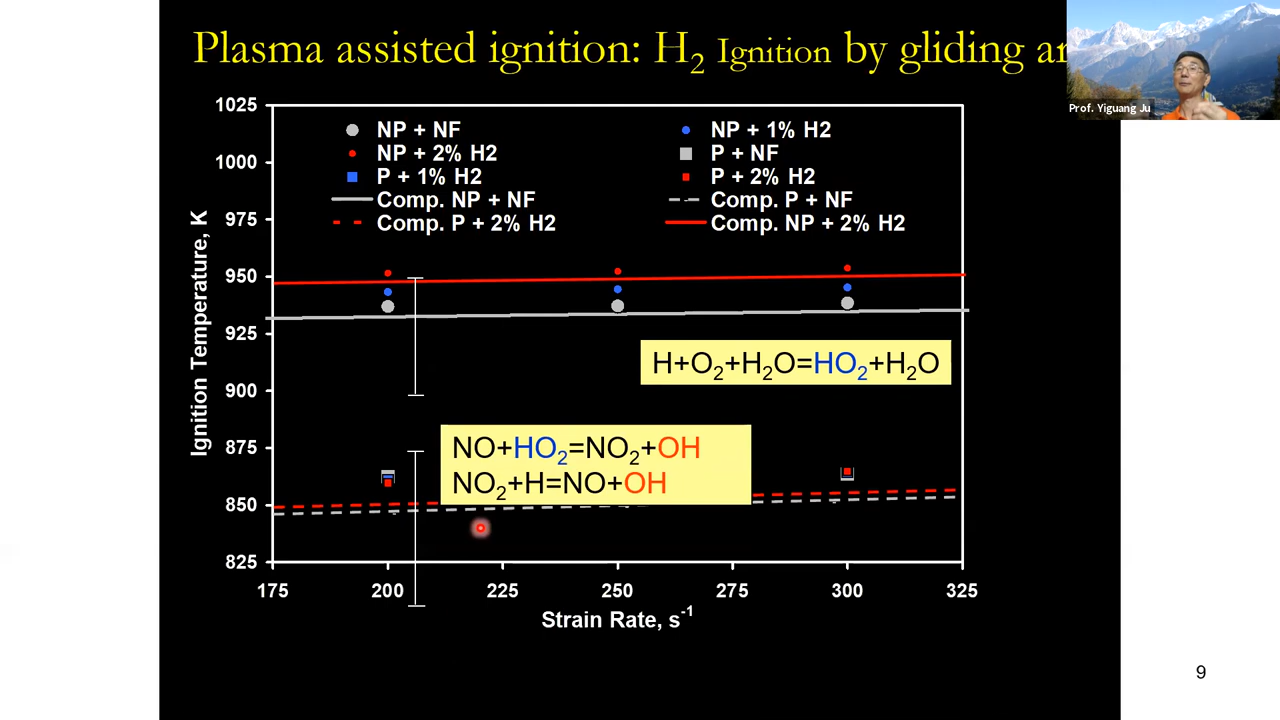 Plasma assisted ignition: H2 Ignition by gliding
Prof. Yiguang Ju
NP + NF
NP + 1% H2
NP + 2% H2
P + NF
P + 1% H2
P + 2% H2
Comp. NP + NF
Comp. P + NF
Comp. P + 2% H2
Comp. NP + 2% H2
Ignition Temperature, K
1025
1000
975
950
925
900
875
850
825
H+O2+H2O=HO2+H2O
NO+HO2=NO2+OH
NO2+H=NO+OH
175
200
225
250
275
300
325
Strain Rate, s-1
9